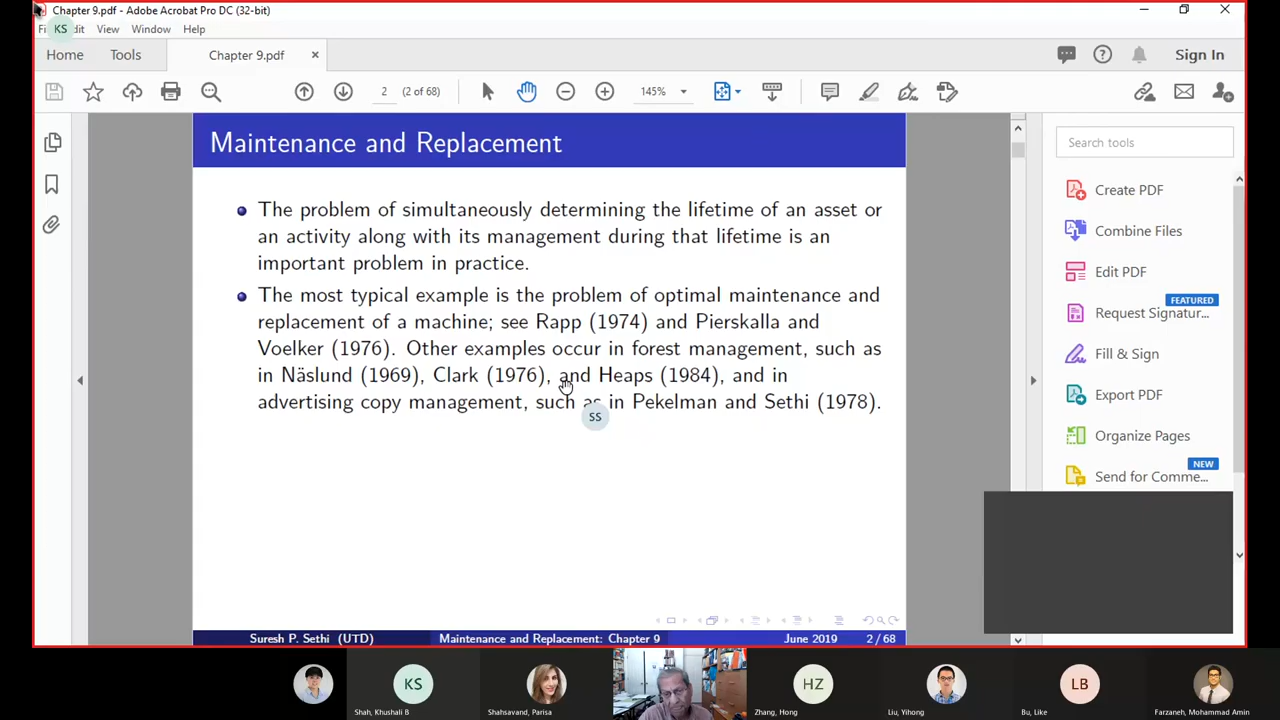 Chapter 9.pdf - Adobe Acrobat Pro DC (32-bit)
KS
View Window Help
Home Tools Chapter 9.pdf × Sign In
2 (2 of 68) 145%
Maintenance and Replacement
The problem of simultaneously determining the lifetime of an asset or
an activity along with its management during that lifetime is an
important problem in practice.
The most typical example is the problem of optimal maintenance and
replacement of a machine; see Rapp (1974) and Pierskalla and
Voelker (1976). Other examples occur in forest management, such as
in Näslund (1969), Clark (1976), and Heaps (1984), and in
advertising copy management, such as in Pekelman and Sethi (1978).
SS
Suresh P. Sethi (UTD) Maintenance and Replacement: Chapter 9 June 2019 2 / 68
Search tools
Create PDF
Combine Files
Edit PDF
FEATURED
Request Signatur...
Fill & Sign
Export PDF
Organize Pages
NEW
Send for Comme...
KS HZ LB
Shah, Khushali B Shahsavand, Parisa Zhang, Hong Liu, Yihong Bu, Like Farzaneh, Mohammad Amin